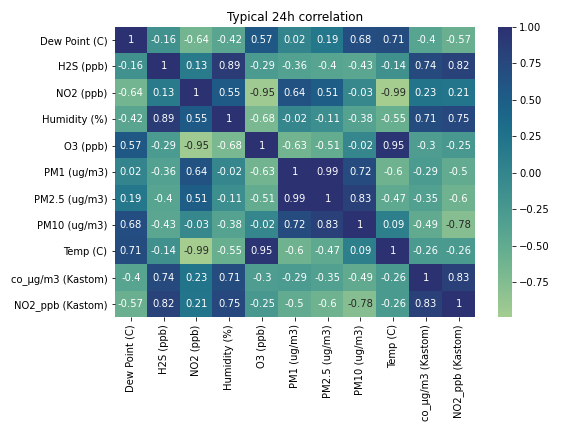 Typical 24h correlation
Dew Point (C) 1 -0.16 -0.64 -0.42 0.57 0.02 0.19 0.68 0.71 -0.4 -0.57
H2S (ppb) -0.16 1 0.13 0.89 -0.29 -0.36 -0.4 -0.43 -0.14 0.74 0.82
NO2 (ppb) -0.64 0.13 1 0.55 -0.95 0.64 0.51 -0.03 -0.99 0.23 0.21
Humidity (%) -0.42 0.89 0.55 1 -0.68 -0.02 -0.11 -0.38 -0.55 0.71 0.75
O3 (ppb) 0.57 -0.29 -0.95 -0.68 1 -0.63 -0.51 -0.02 0.95 -0.3 -0.25
PM1 (ug/m3) 0.02 -0.36 0.64 -0.02 -0.63 1 0.99 0.72 -0.6 -0.29 -0.5
PM2.5 (ug/m3) 0.19 -0.4 0.51 -0.11 -0.51 0.99 1 0.83 -0.47 -0.35 -0.6
PM10 (ug/m3) 0.68 -0.43 -0.03 -0.38 -0.02 0.72 0.83 1 0.09 -0.49 -0.78
Temp (C) 0.71 -0.14 -0.99 -0.55 0.95 -0.6 -0.47 0.09 1 -0.26 -0.26
co_µg/m3 (Kastom) -0.4 0.74 0.23 0.71 -0.3 -0.29 -0.35 -0.49 -0.26 1 0.83
NO2_ppb (Kastom) -0.57 0.82 0.21 0.75 -0.25 -0.5 -0.6 -0.78 -0.26 0.83 1
Dew Point (C)
H2S (ppb)
NO2 (ppb)
Humidity (%)
O3 (ppb)
PM1 (ug/m3)
PM2.5 (ug/m3)
PM10 (ug/m3)
Temp (C)
co_µg/m3 (Kastom)
NO2_ppb (Kastom)
1.00
0.75
0.50
0.25
0.00
−0.25
−0.50
−0.75